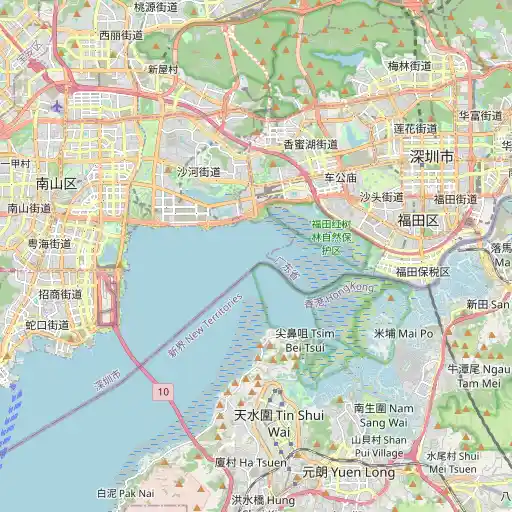 桃源街道
西丽街道
宝安区
新屋村
梅林街道
华富街道
莲花街道
香蜜湖街道
深圳市
一甲村
沙河街道
车公庙
南山区
沙头街道
福田街道
南山街道
福田区
福田红树
林自然保
护区
粤海街道
落馬
Ma
广东省
福田保税区
香港 Hong Kong
招商街道
新田 San
新界 New Territories
蛇口街道
尖鼻咀 Tsim
Bei Tsui
米埔 Mai Po
深圳市
牛潭尾 Ngau
Tam Mei
10
天水圍 Tin Shui
Wai
南生圍 Nam
Sang Wai
山貝村 Shan
Pui Village
水尾村 Shui
Mei Tsuen
廈村 Ha Tsuen
元朗 Yuen Long
白泥 Pak Nai
洪水橋 Hung
八